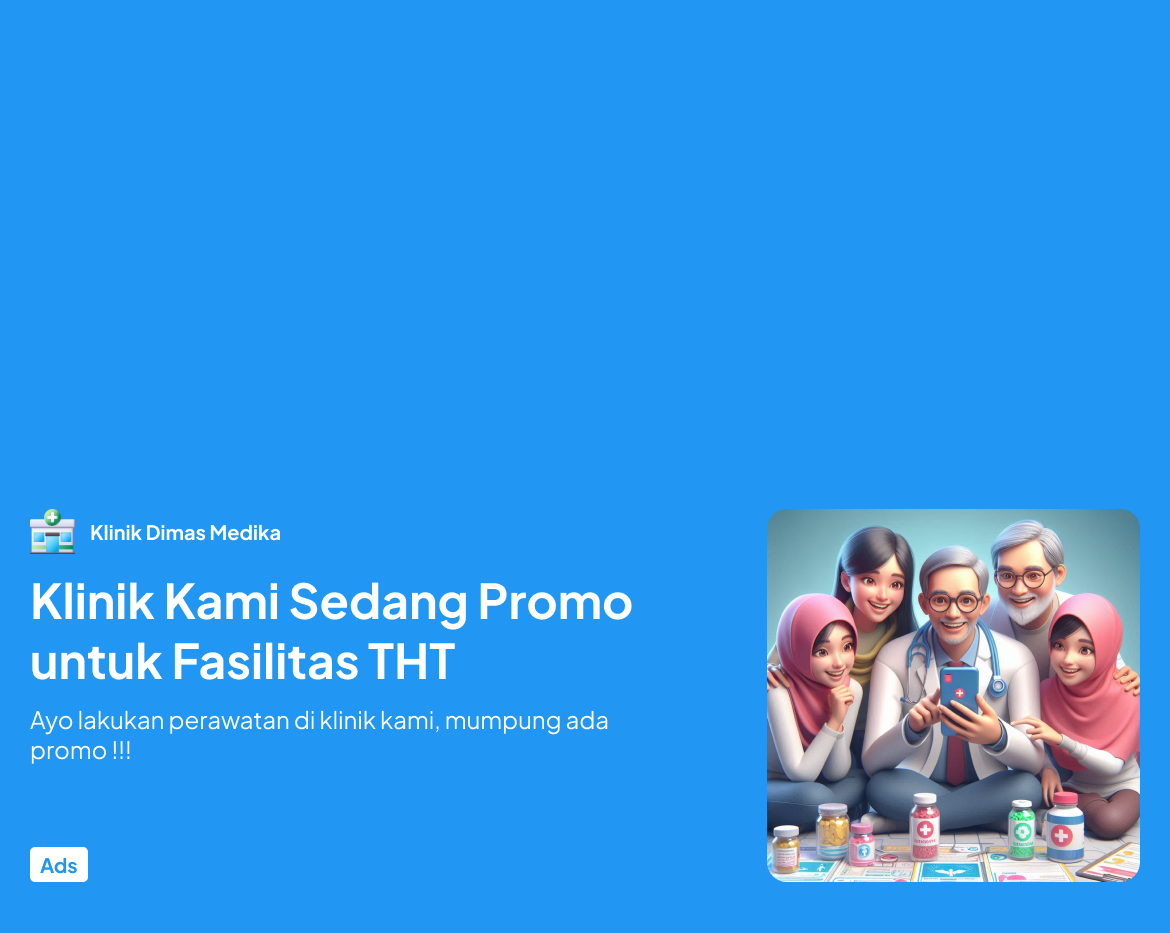 Klinik Dimas Medika
Klinik Kami Sedang Promo
untuk Fasilitas THT
Ayo lakukan perawatan di klinik kami, mumpung ada
promo !!!
Ads